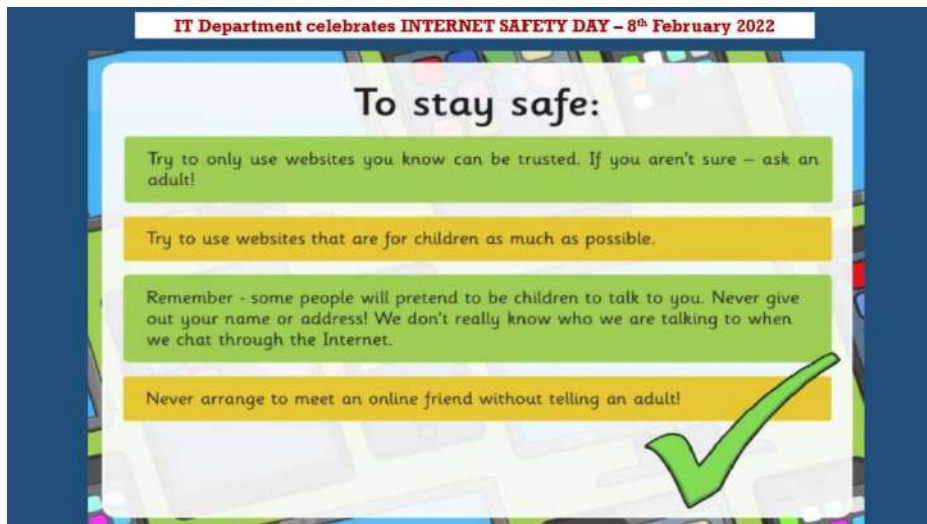 IT Department celebrates INTERNET SAFETY DAY – 8th February 2022
To stay safe:
Try to only use websites you know can be trusted. If you aren't sure – ask an
adult!
Try to use websites that are for children as much as possible.
Remember - some people will pretend to be children to talk to you. Never give
out your name or address! We don't really know who we are talking to when
we chat through the Internet.
Never arrange to meet an online friend without telling an adult!